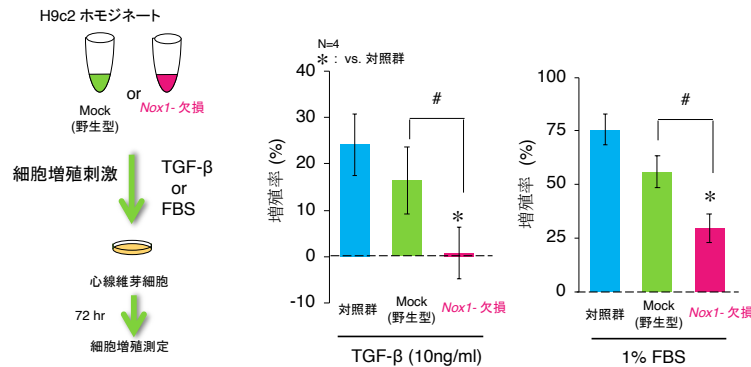 H9c2 ホモジネート
or
Mock
(野生型)
Nox1- 欠損
細胞増殖刺激
TGF-β
or
FBS
心線維芽細胞
72 hr
細胞増殖測定
N=4
* : vs. 対照群
増殖率 (%)
40
30
20
10
0
-10
#
*
対照群
Mock
(野生型)
Nox1- 欠損
TGF-β (10ng/ml)
増殖率 (%)
100
75
50
25
0
#
*
対照群
Mock
(野生型)
Nox1- 欠損
1% FBS